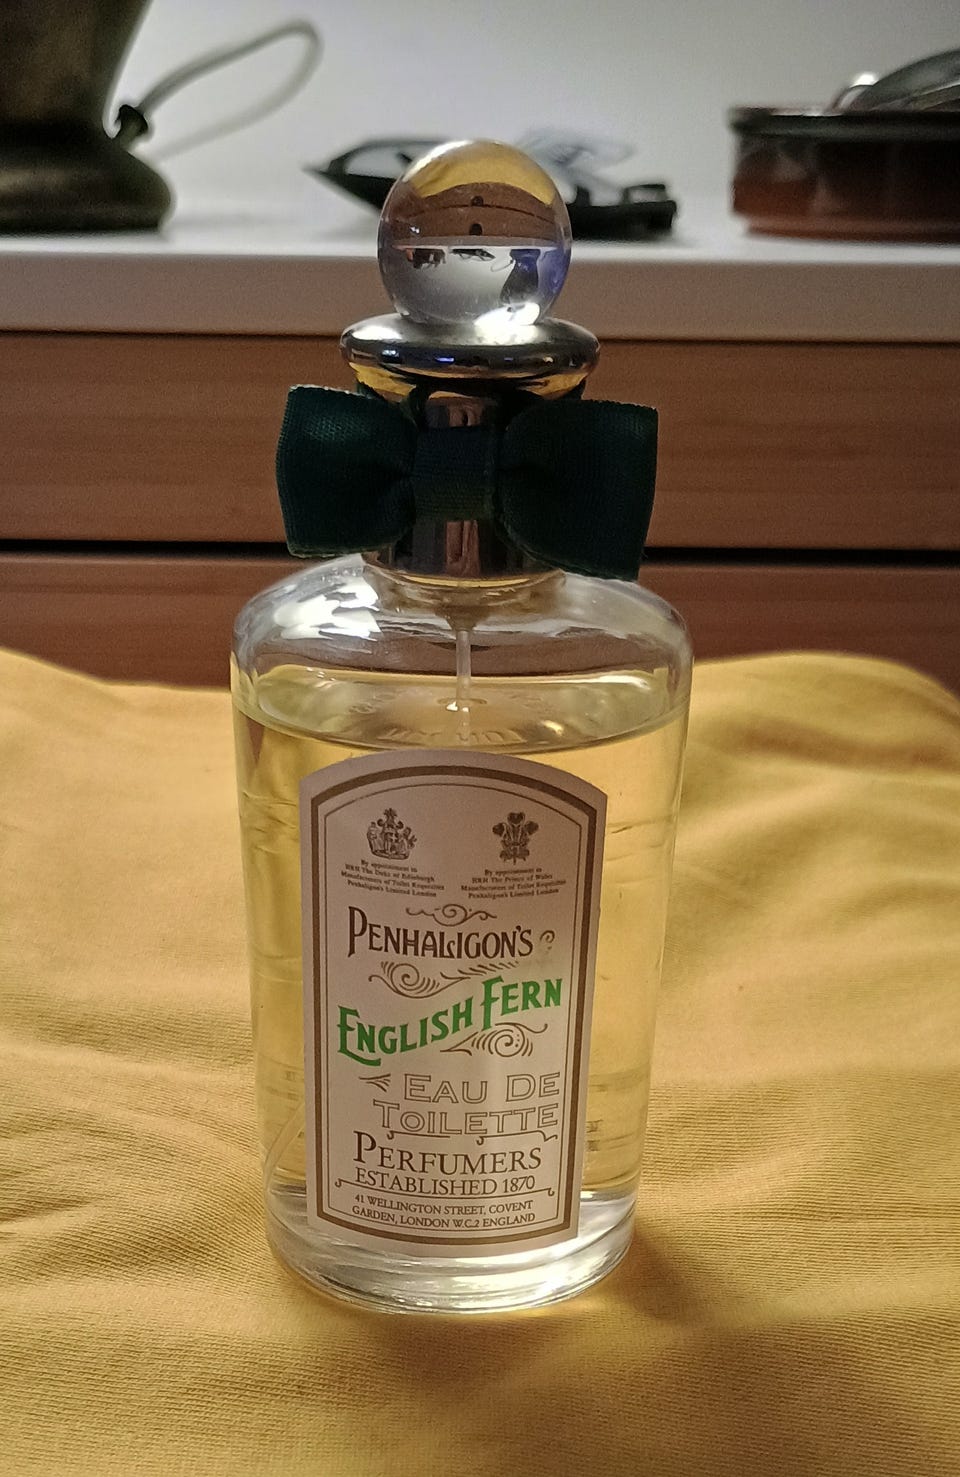 By appointment to
HRH The Duke of Edinburgh
Manufacturers of Toilet Requisites
Penhaligon's Limited London
By appointment to
HRH The Prince of Wales
Manufacturers of Toilet Requisites
Penhaligon's Limited London
PENHALIGON'S
ENGLISH FERN
EAU DE
TOILETTE
PERFUMERS
ESTABLISHED 1870
41 WELLINGTON STREET, COVENT
GARDEN, LONDON W.C.2 ENGLAND